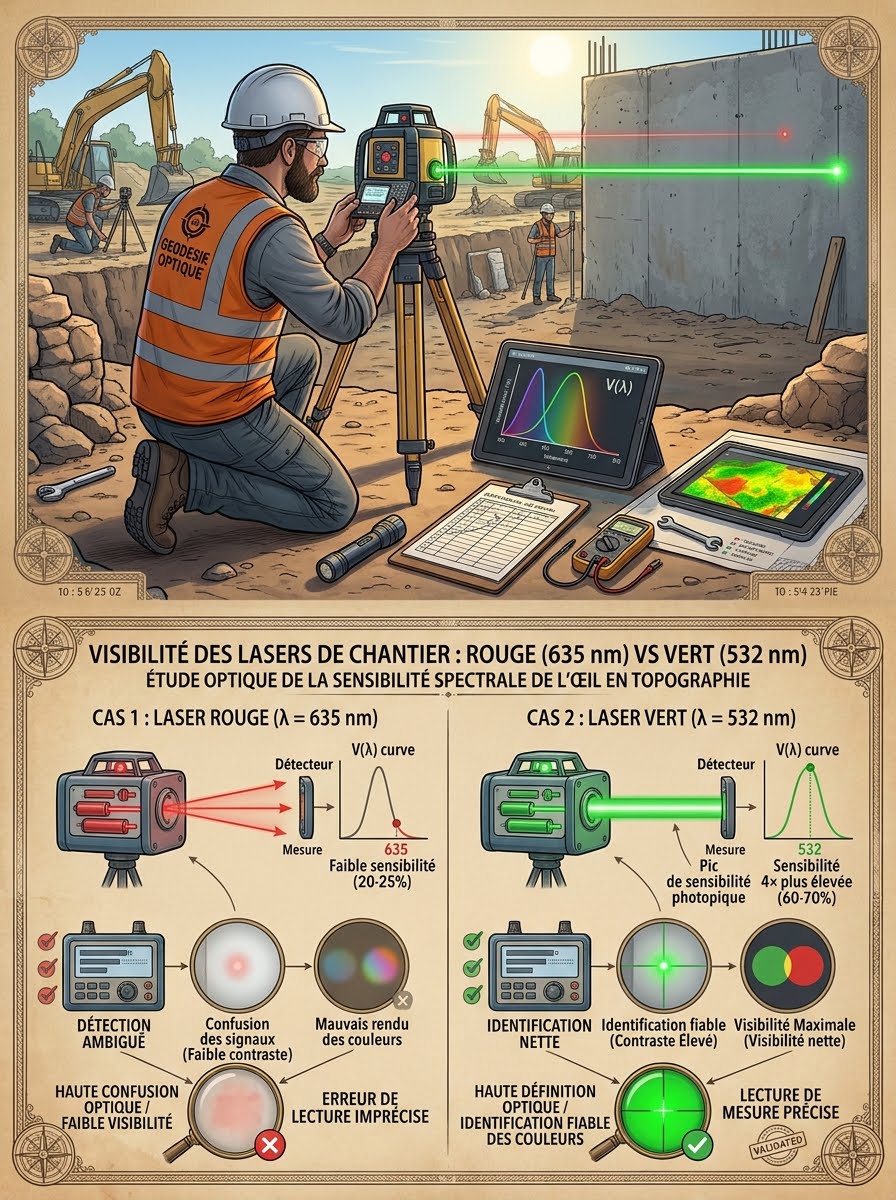 GEODESIE
OPTIQUE
V(λ)
TO : 5 6/25 0Z
TO : 5'4 23'PIE
VISIBILITÉ DES LASERS DE CHANTIER : ROUGE (635 nm) VS VERT (532 nm)
ÉTUDE OPTIQUE DE LA SENSIBILITÉ SPECTRALE DE L'ŒIL EN TOPOGRAPHIE
CAS 1 : LASER ROUGE (λ = 635 nm)
Détecteur
V(λ) curve
Mesure
635
Faible sensibilité
(20-25%)
DÉTECTION
AMBIGUË
Confusion
des signaux
(Faible contraste)
Mauvais rendu
des couleurs
HAUTE CONFUSION
OPTIQUE /
FAIBLE VISIBILITÉ
ERREUR DE
LECTURE IMPRÉCISE
CAS 2 : LASER VERT (λ = 532 nm)
Détecteur
V(λ) curve
Mesure
532
Pic
de sensibilité
photopique
Sensibilité
4× plus élevée
(60-70%)
IDENTIFICATION
NETTE
Identification fiable
(Contraste Élevé)
Visibilité Maximale
(Visibilité nette)
HAUTE DÉFINITION
OPTIQUE /
IDENTIFICATION FIABLE
DES COULEURS
LECTURE DE
MESURE PRÉCISE
VALIDATED